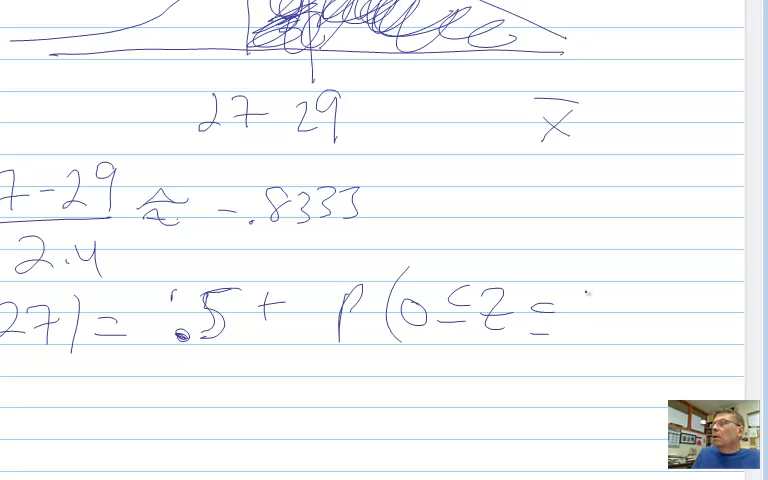 27 - 29 x̄
7 - 29 ≈ -.8333
2.4
27) = .5 + P(0 ≤ Z ≤